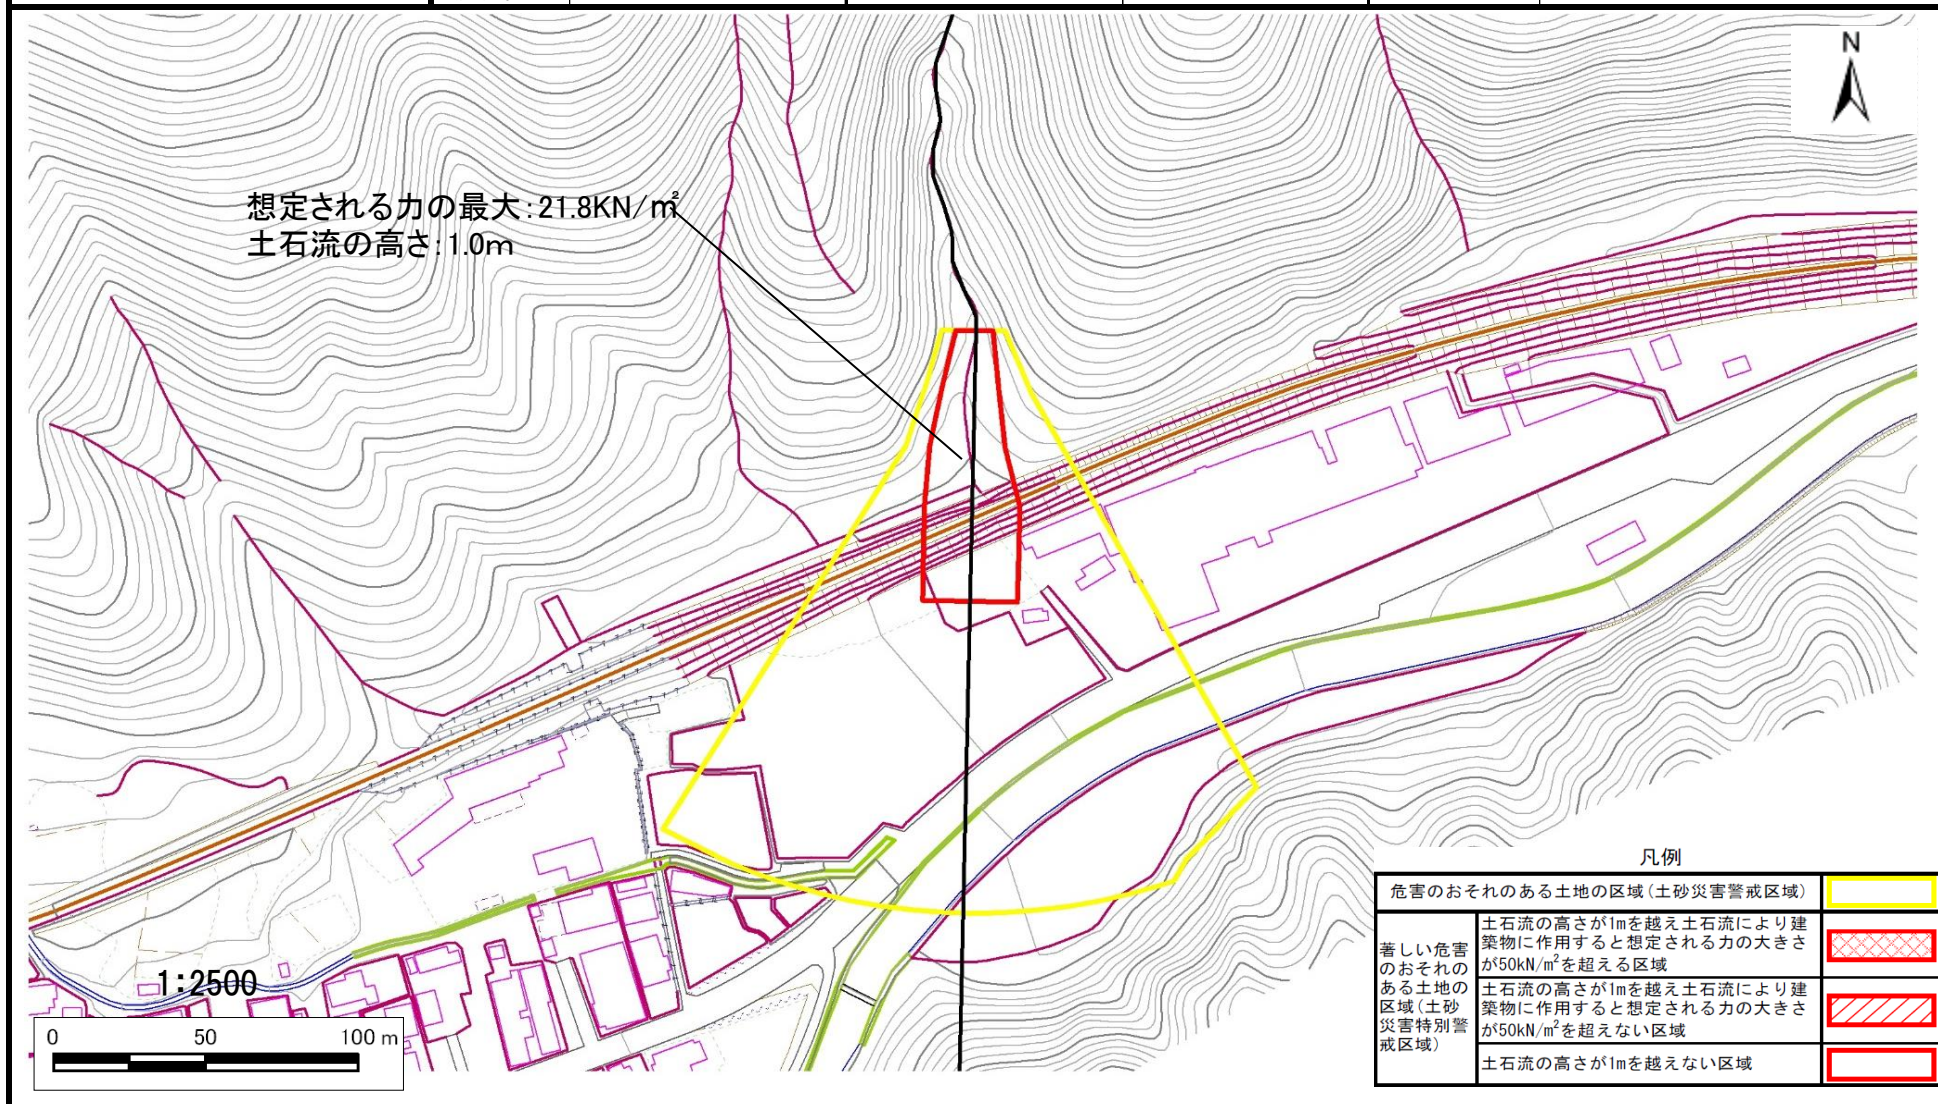 N
想定される力の最大:21.8KN/㎡
土石流の高さ:1.0m
凡例
危害のおそれのある土地の区域(土砂災害警戒区域)
著しい危害
のおそれの
ある土地の
区域(土砂
災害特別警
戒区域)
土石流の高さが1mを越え土石流により建
築物に作用すると想定される力の大きさ
が50kN/m²を超える区域
土石流の高さが1mを越え土石流により建
築物に作用すると想定される力の大きさ
が50kN/m²を超えない区域
土石流の高さが1mを越えない区域
1:2500
0 50 100 m